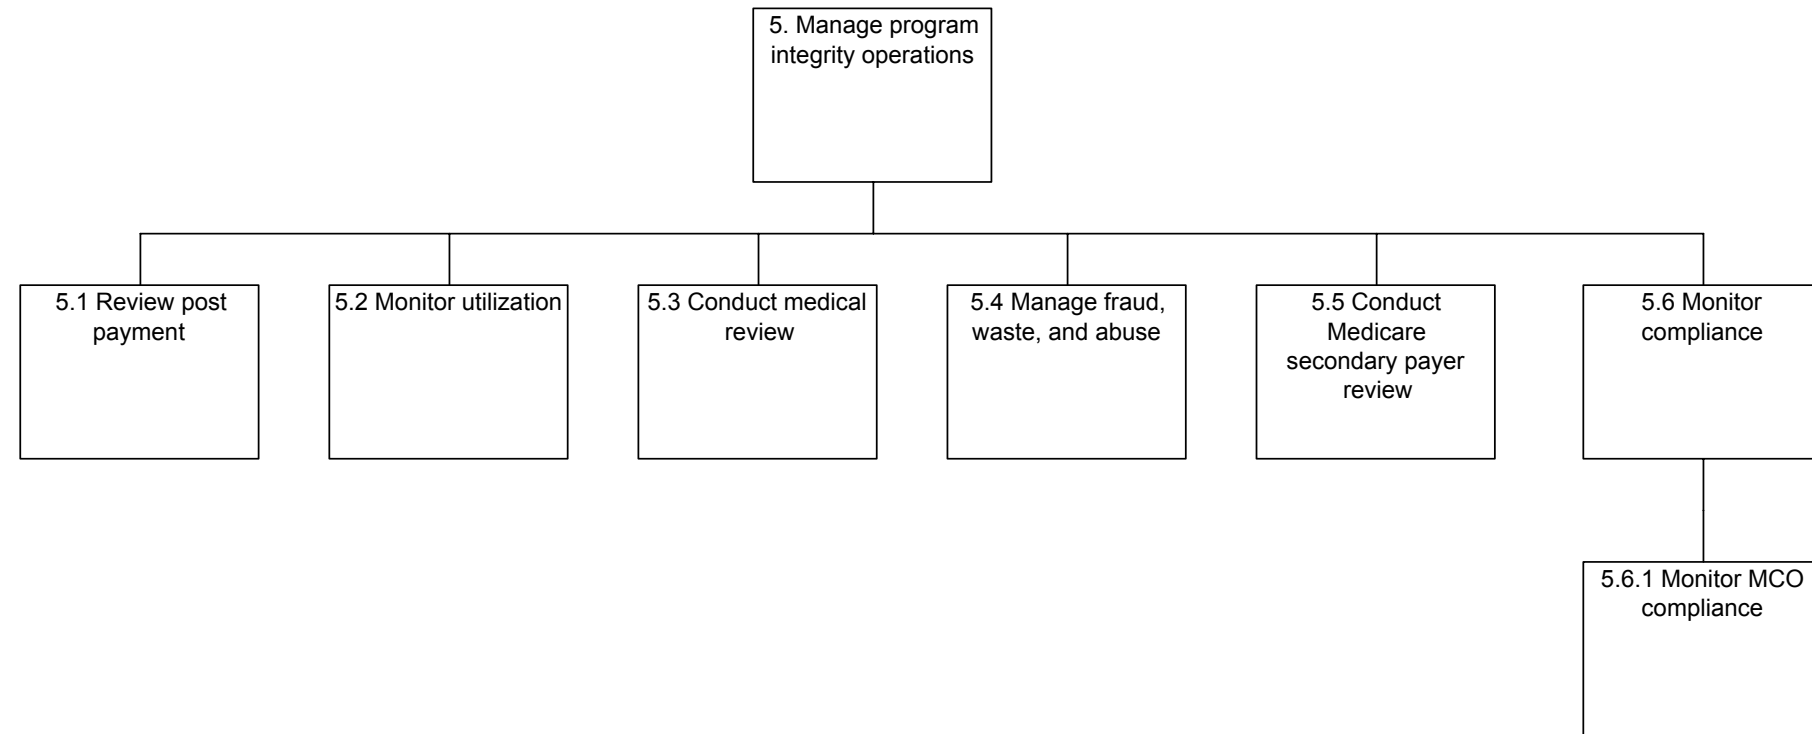 5. Manage program
integrity operations
5.1 Review post
payment
5.2 Monitor utilization
5.3 Conduct medical
review
5.4 Manage fraud,
waste, and abuse
5.5 Conduct
Medicare
secondary payer
review
5.6 Monitor
compliance
5.6.1 Monitor MCO
compliance